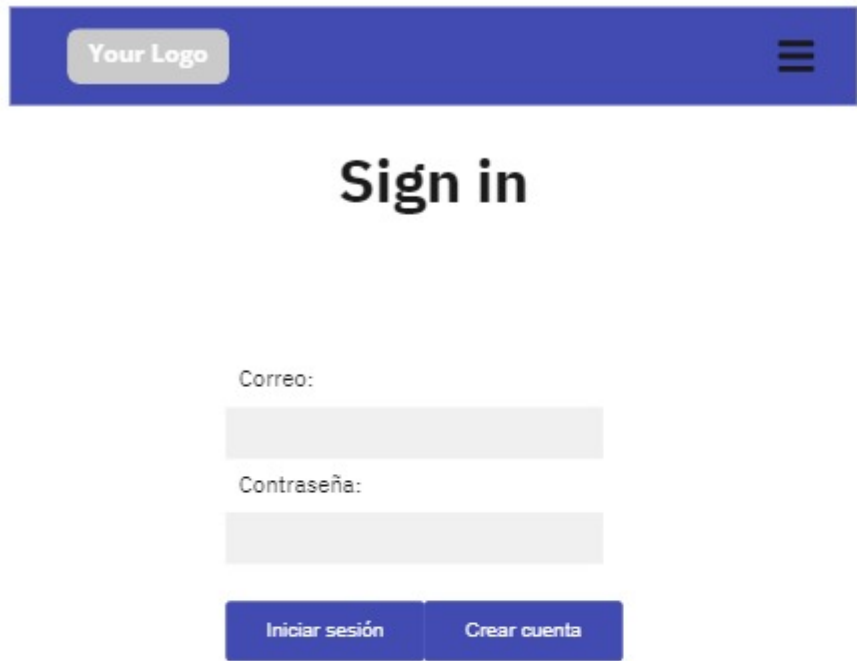 Your Logo
Sign in
Correo:
Contraseña:
Iniciar sesión Crear cuenta